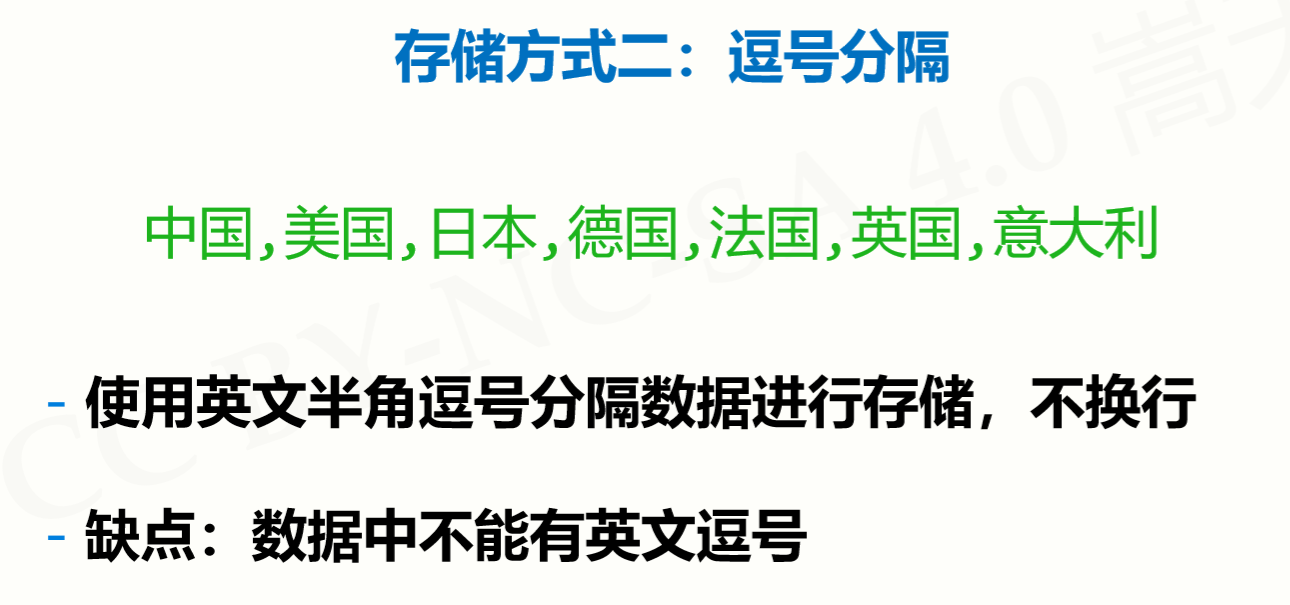 存储方式二：逗号分隔
中国,美国,日本,德国,法国,英国,意大利
- 使用英文半角逗号分隔数据进行存储，不换行
- 缺点：数据中不能有英文逗号
CC BY-NC-SA 4.0 嵩天